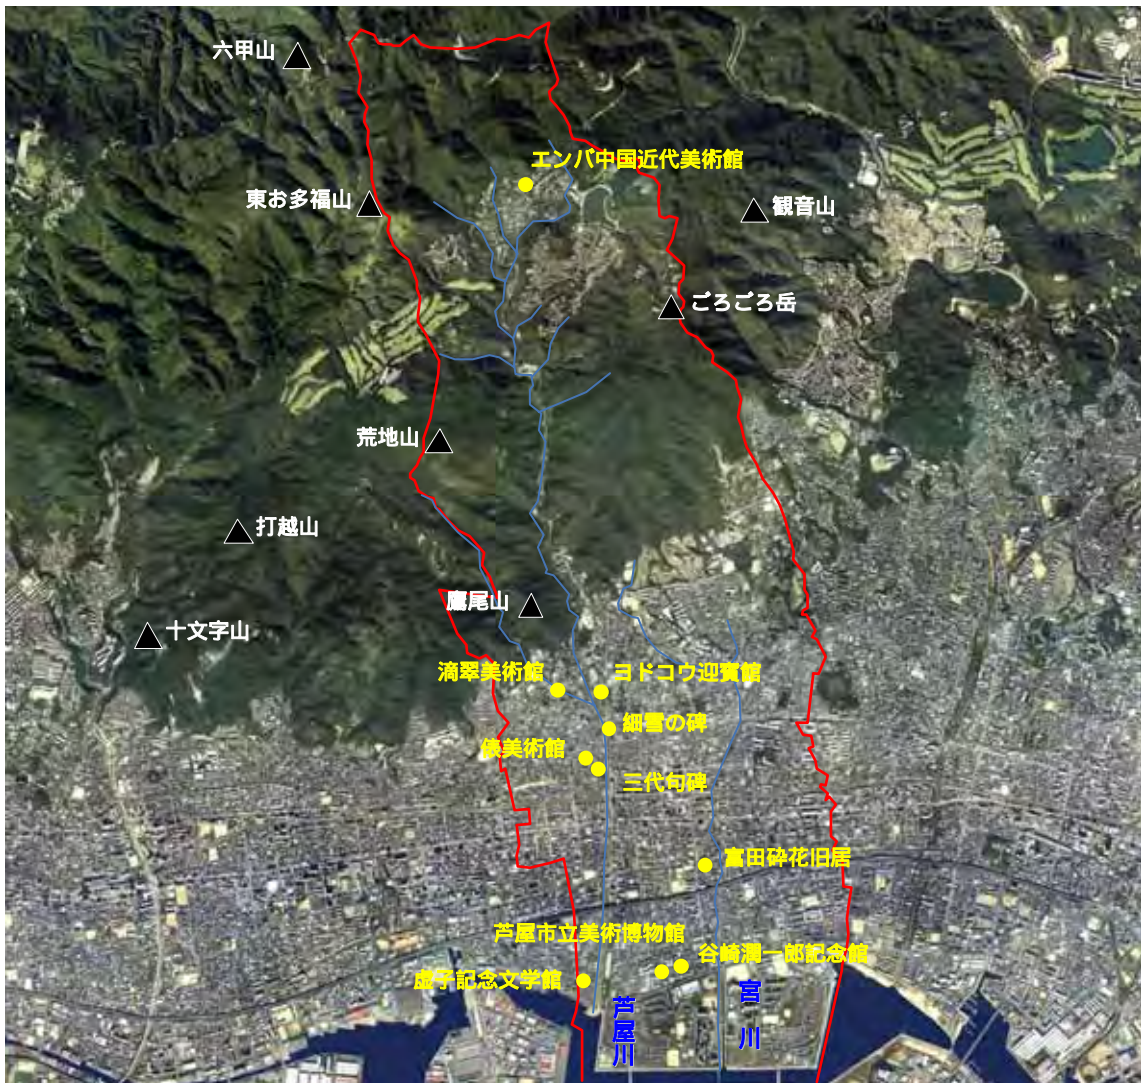 六甲山
エンバ中国近代美術館
東お多福山
観音山
ごろごろ岳
荒地山
打越山
鷹尾山
十文字山
滴翠美術館
ヨドコウ迎賓館
細雪の碑
俵美術館
三代句碑
富田砕花旧居
芦屋市立美術博物館
谷崎潤一郎記念館
虚子記念文学館
芦屋川
宮川